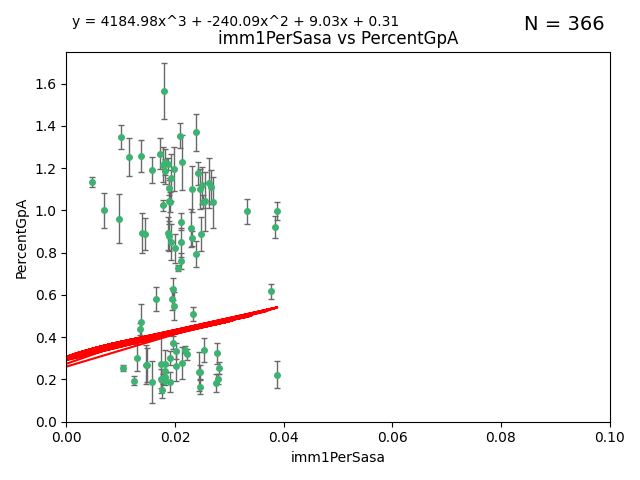 y = 4184.98x^3 + -240.09x^2 + 9.03x + 0.31
N = 366
imm1PerSasa vs PercentGpA
PercentGpA
1.6
1.4
1.2
1.0
0.8
0.6
0.4
0.2
0.0
0.00 0.02 0.04 0.06 0.08 0.10
imm1PerSasa